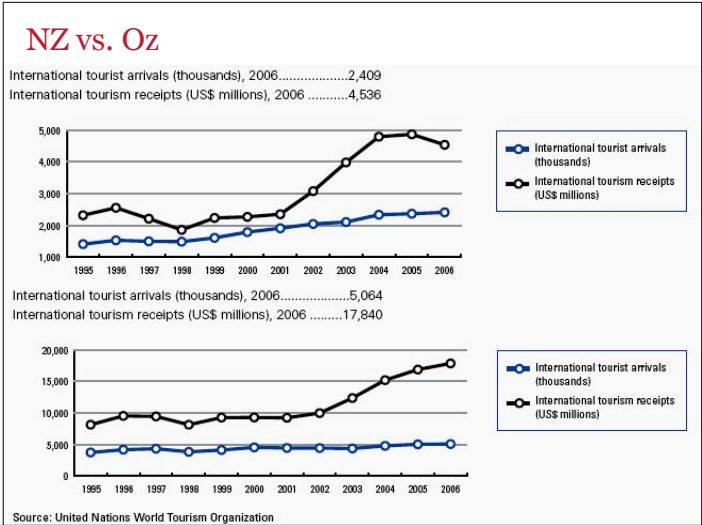 NZ vs. Oz
International tourist arrivals (thousands), 2006...................2,409
International tourism receipts (US$ millions), 2006 ...........4,536
5,000
4,000
3,000
2,000
1,000
1995 1996 1997 1998 1999 2000 2001 2002 2003 2004 2005 2006
International tourist arrivals
(thousands)
International tourism receipts
(US$ millions)
International tourist arrivals (thousands), 2006...................5,064
International tourism receipts (US$ millions), 2006 .........17,840
20,000
15,000
10,000
5,000
0
1995 1996 1997 1998 1999 2000 2001 2002 2003 2004 2005 2006
International tourist arrivals
(thousands)
International tourism receipts
(US$ millions)
Source: United Nations World Tourism Organization